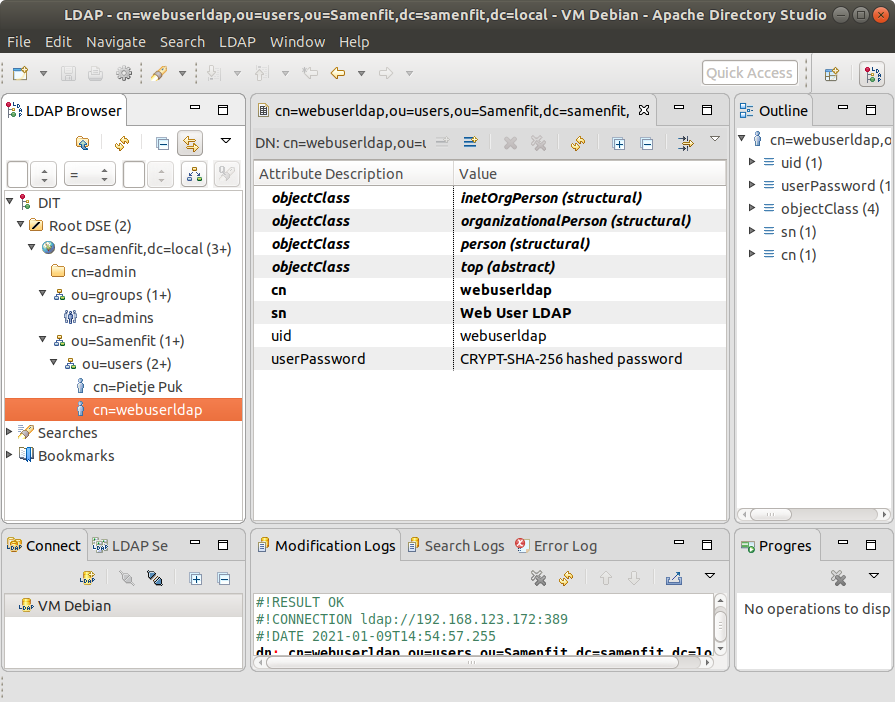 LDAP - cn=webuserldap,ou=users,ou=Samenfit,dc=samenfit,dc=local - VM Debian - Apache Directory Studio
File Edit Navigate Search LDAP Window Help
Quick Access
LDAP Browser
=
DIT
Root DSE (2)
dc=samenfit,dc=local (3+)
cn=admin
ou=groups (1+)
cn=admins
ou=Samenfit (1+)
ou=users (2+)
cn=Pietje Puk
cn=webuserldap
Searches
Bookmarks
cn=webuserldap,ou=users,ou=Samenfit,dc=samenfit,
DN: cn=webuserldap,ou=u
Attribute Description Value
objectClass inetOrgPerson (structural)
objectClass organizationalPerson (structural)
objectClass person (structural)
objectClass top (abstract)
cn webuserldap
sn Web User LDAP
uid webuserldap
userPassword CRYPT-SHA-256 hashed password
Outline
cn=webuserldap,o
uid (1)
userPassword (1
objectClass (4)
sn (1)
cn (1)
Connect LDAP Se
VM Debian
Modification Logs Search Logs Error Log
#!RESULT OK
#!CONNECTION ldap://192.168.123.172:389
#!DATE 2021-01-09T14:54:57.255
dn: cn=webuserldap,ou=users,ou=Samenfit,dc=samenfit,dc=lo
Progres
No operations to disp